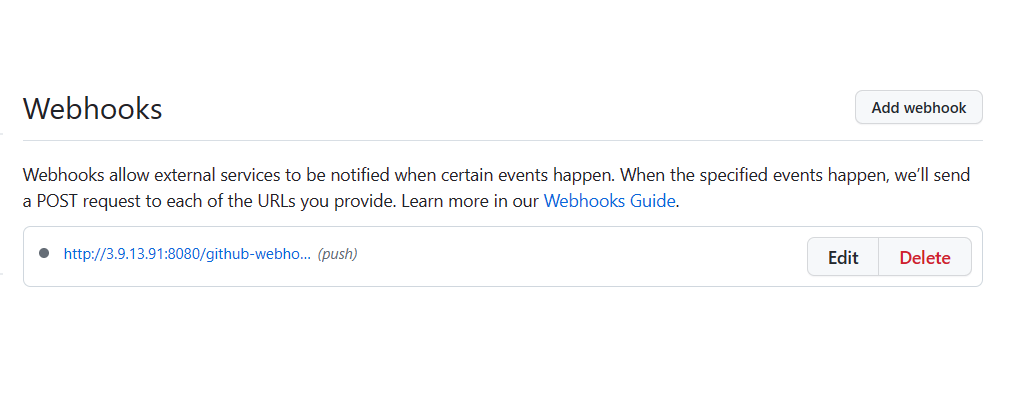 Webhooks
Add webhook
Webhooks allow external services to be notified when certain events happen. When the specified events happen, we’ll send
a POST request to each of the URLs you provide. Learn more in our Webhooks Guide.
http://3.9.13.91:8080/github-webho... (push)
Edit
Delete